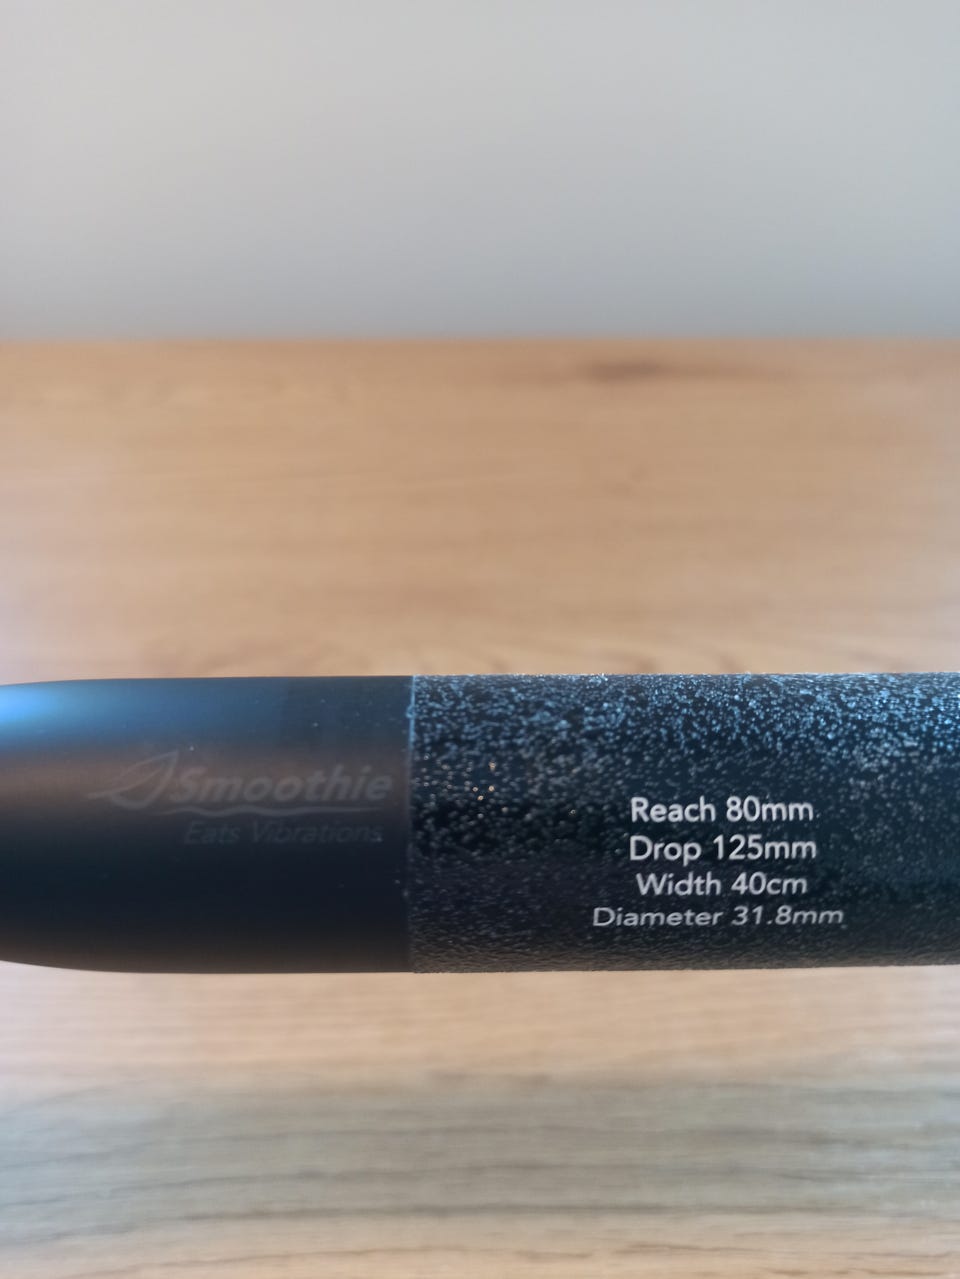 Smoothie
Eats Vibrations
Reach 80mm
Drop 125mm
Width 40cm
Diameter 31.8mm